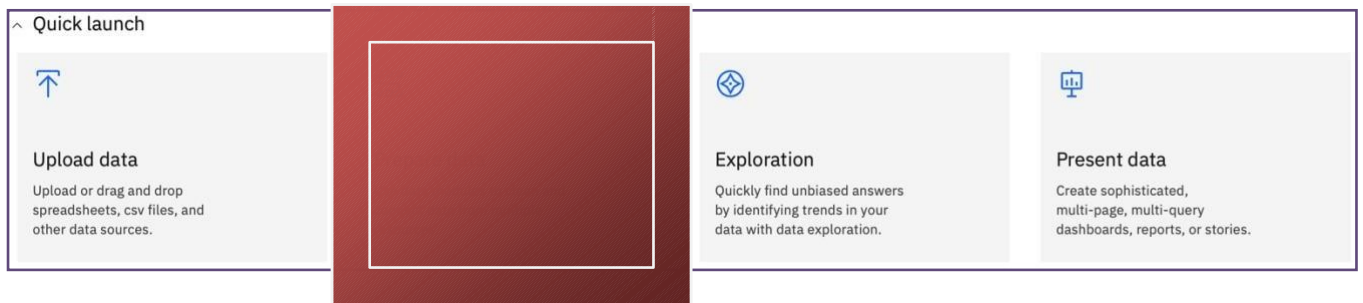 Quick launch
Upload data
Upload or drag and drop
spreadsheets, csv files, and
other data sources.
Exploration
Quickly find unbiased answers
by identifying trends in your
data with data exploration.
Present data
Create sophisticated,
multi-page, multi-query
dashboards, reports, or stories.